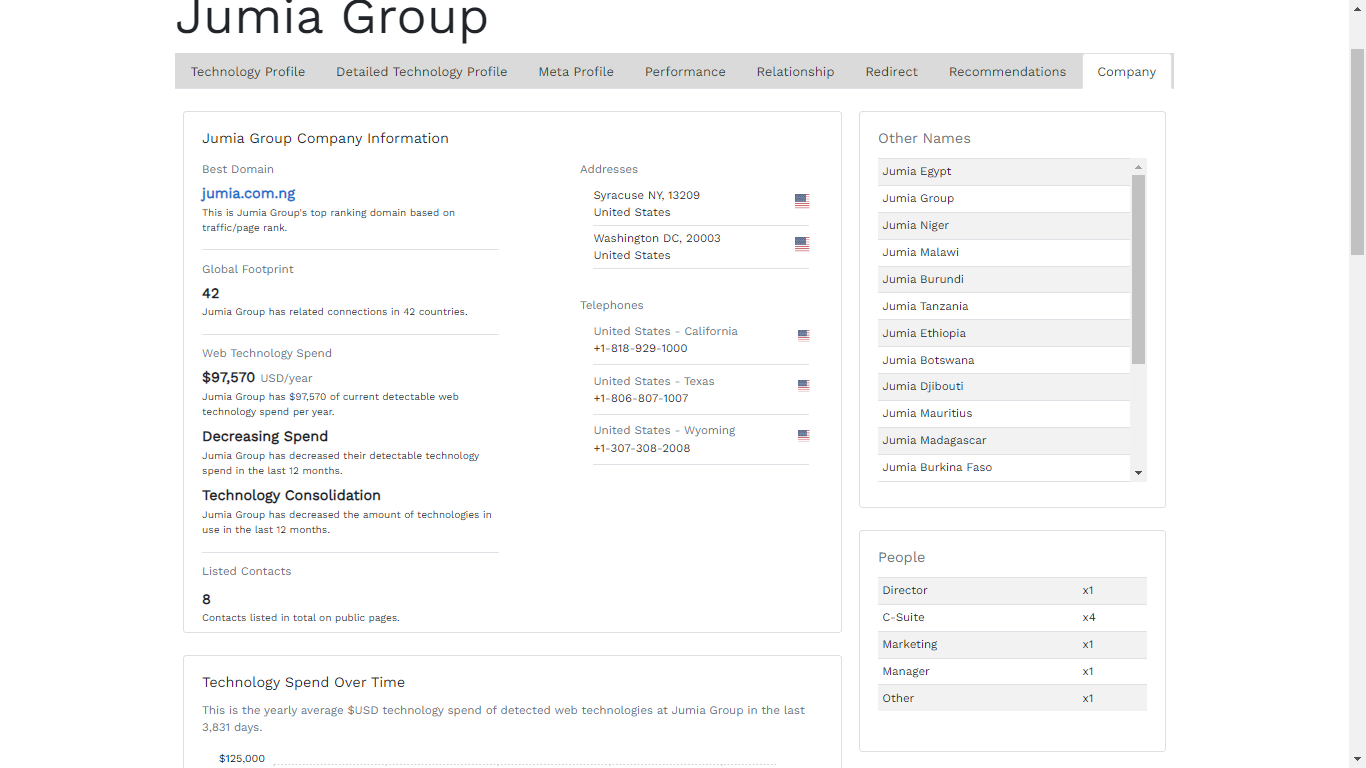 Jumia Group
Technology Profile
Detailed Technology Profile
Meta Profile
Performance
Relationship
Redirect
Recommendations
Company
Jumia Group Company Information
Best Domain
jumia.com.ng
This is Jumia Group's top ranking domain based on
traffic/page rank.
Global Footprint
42
Jumia Group has related connections in 42 countries.
Web Technology Spend
$97,570 USD/year
Jumia Group has $97,570 of current detectable web
technology spend per year.
Decreasing Spend
Jumia Group has decreased their detectable technology
spend in the last 12 months.
Technology Consolidation
Jumia Group has decreased the amount of technologies in
use in the last 12 months.
Listed Contacts
8
Contacts listed in total on public pages.
Addresses
Syracuse NY, 13209
United States
Washington DC, 20003
United States
Telephones
United States - California
+1-818-929-1000
United States - Texas
+1-806-807-1007
United States - Wyoming
+1-307-308-2008
Other Names
Jumia Egypt
Jumia Group
Jumia Niger
Jumia Malawi
Jumia Burundi
Jumia Tanzania
Jumia Ethiopia
Jumia Botswana
Jumia Djibouti
Jumia Mauritius
Jumia Madagascar
Jumia Burkina Faso
People
Director x1
C-Suite x4
Marketing x1
Manager x1
Other x1
Technology Spend Over Time
This is the yearly average $USD technology spend of detected web technologies at Jumia Group in the last
3,831 days.
$125,000